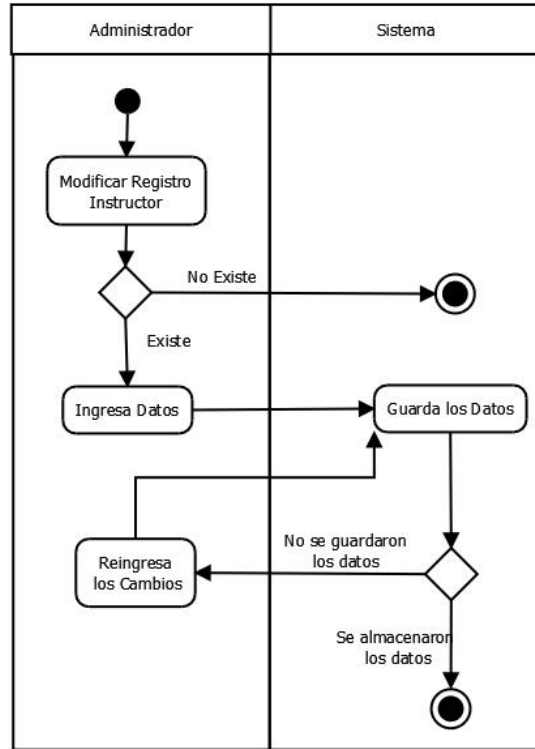 Administrador
Sistema
Modificar Registro
Instructor
No Existe
Existe
Ingresa Datos
Guarda los Datos
No se guardaron
los datos
Reingresa
los Cambios
Se almacenaron
los datos